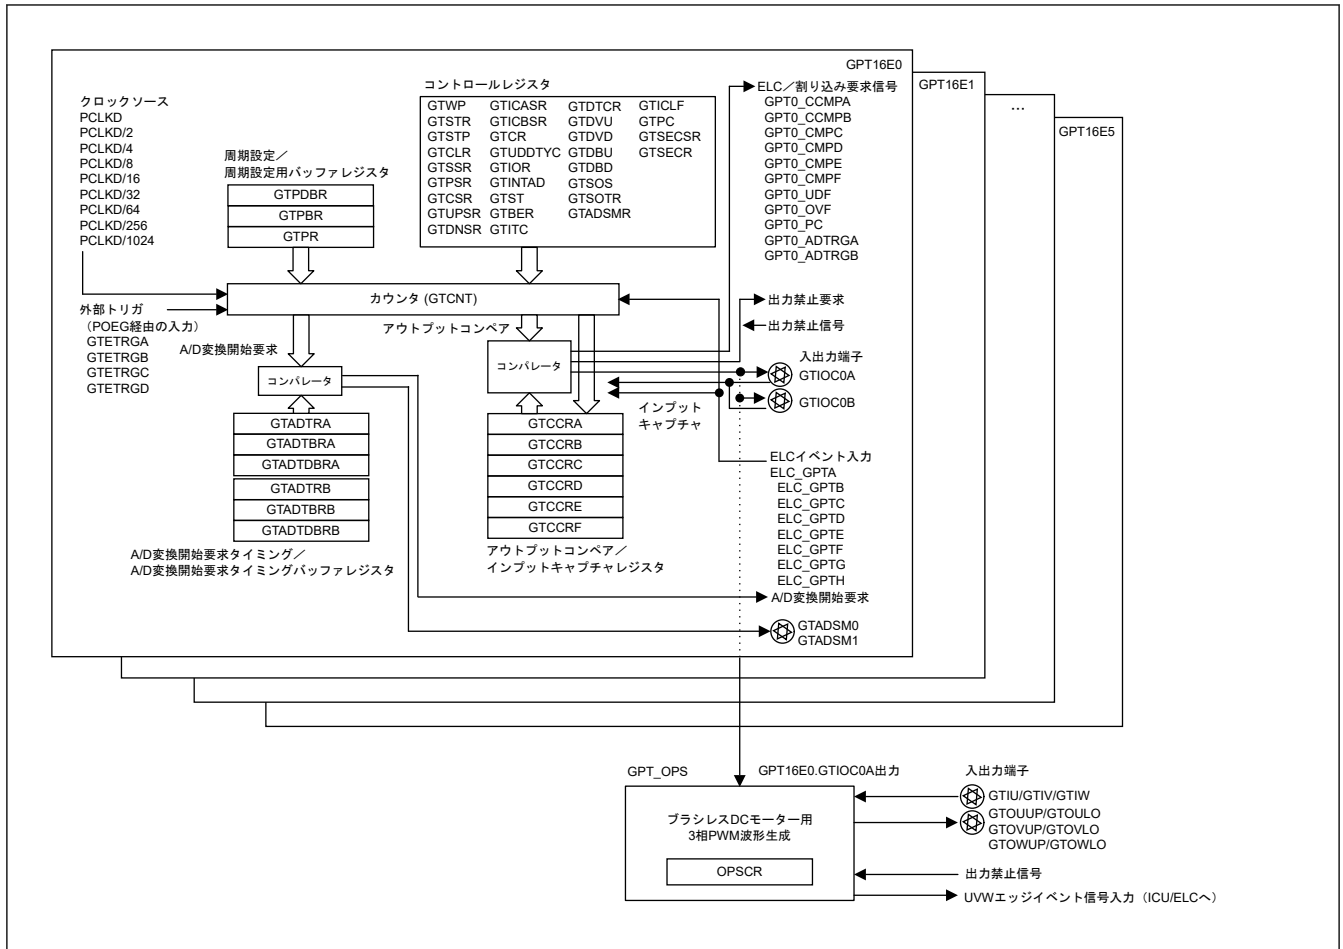 GPT16E0
GPT16E1
…
GPT16E5
クロックソース
PCLKD
PCLKD/2
PCLKD/4
PCLKD/8
PCLKD/16
PCLKD/32
PCLKD/64
PCLKD/256
PCLKD/1024
周期設定／
周期設定用バッファレジスタ
GTPDBR
GTPBR
GTPR
コントロールレジスタ
GTWP GTICASR GTDTCR GTICLF
GTSTR GTICBSR GTDVU GTPC
GTSTP GTCR GTDVD GTSECSR
GTCLR GTUDDTYC GTDBU GTSECR
GTSSR GTIOR GTDBD
GTPSR GTINTAD GTSOS
GTCSR GTST GTSOTR
GTUPSR GTBER GTADSMR
GTDNSR GTITC
ELC／割り込み要求信号
GPT0_CCMPA
GPT0_CCMPB
GPT0_CMPC
GPT0_CMPD
GPT0_CMPE
GPT0_CMPF
GPT0_UDF
GPT0_OVF
GPT0_PC
GPT0_ADTRGA
GPT0_ADTRGB
カウンタ (GTCNT)
外部トリガ
（POEG経由の入力）
GTETRGA
GTETRGB
GTETRGC
GTETRGD
A/D変換開始要求
アウトプットコンペア
コンパレータ
コンパレータ
出力禁止要求
出力禁止信号
入出力端子
GTIOC0A
GTIOC0B
インプット
キャプチャ
GTADTRA
GTADTBRA
GTADTDBRA
GTADTRB
GTADTBRB
GTADTDBRB
A/D変換開始要求タイミング／
A/D変換開始要求タイミングバッファレジスタ
GTCCRA
GTCCRB
GTCCRC
GTCCRD
GTCCRE
GTCCRF
アウトプットコンペア／
インプットキャプチャレジスタ
ELCイベント入力
ELC_GPTA
ELC_GPTB
ELC_GPTC
ELC_GPTD
ELC_GPTE
ELC_GPTF
ELC_GPTG
ELC_GPTH
A/D変換開始要求
GTADSM0
GTADSM1
GPT_OPS
GPT16E0.GTIOC0A出力
入出力端子
ブラシレスDCモーター用
3相PWM波形生成
OPSCR
GTIU/GTIV/GTIW
GTOUUP/GTOULO
GTOVUP/GTOVLO
GTOWUP/GTOWLO
出力禁止信号
UVWエッジイベント信号入力（ICU/ELCへ）